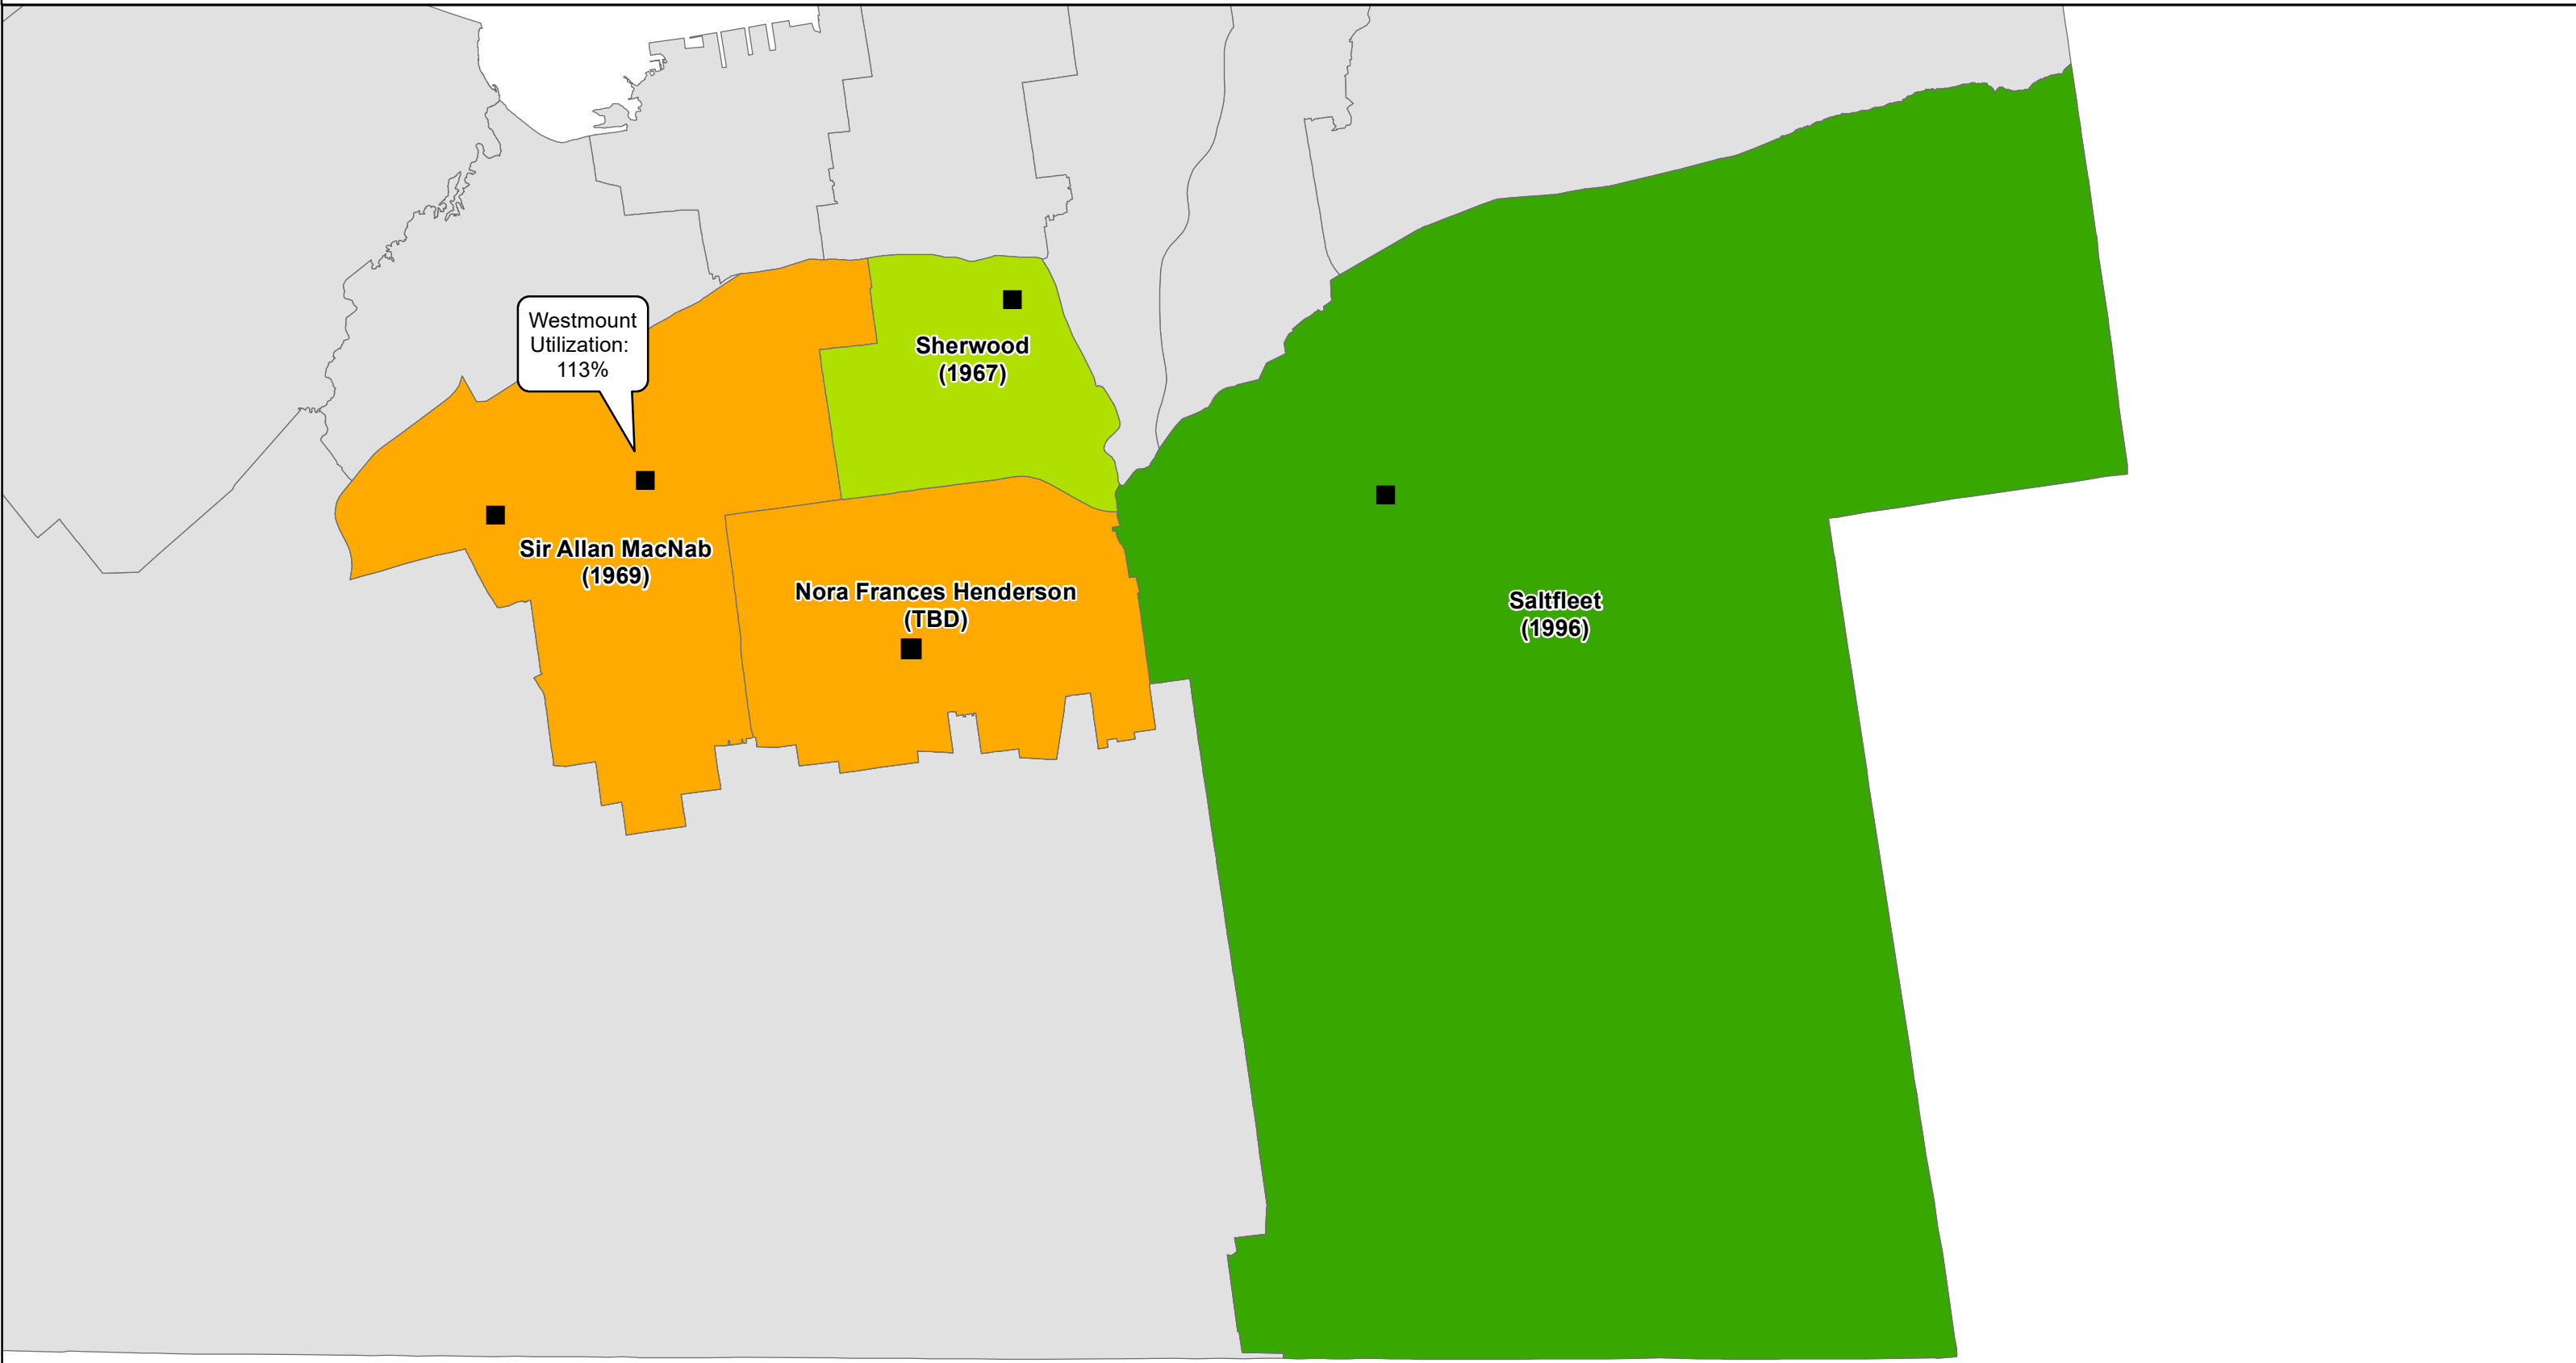 Westmount
Utilization:
113%
Sherwood
(1967)
Sir Allan MacNab
(1969)
Nora Frances Henderson
(TBD)
Saltfleet
(1996)